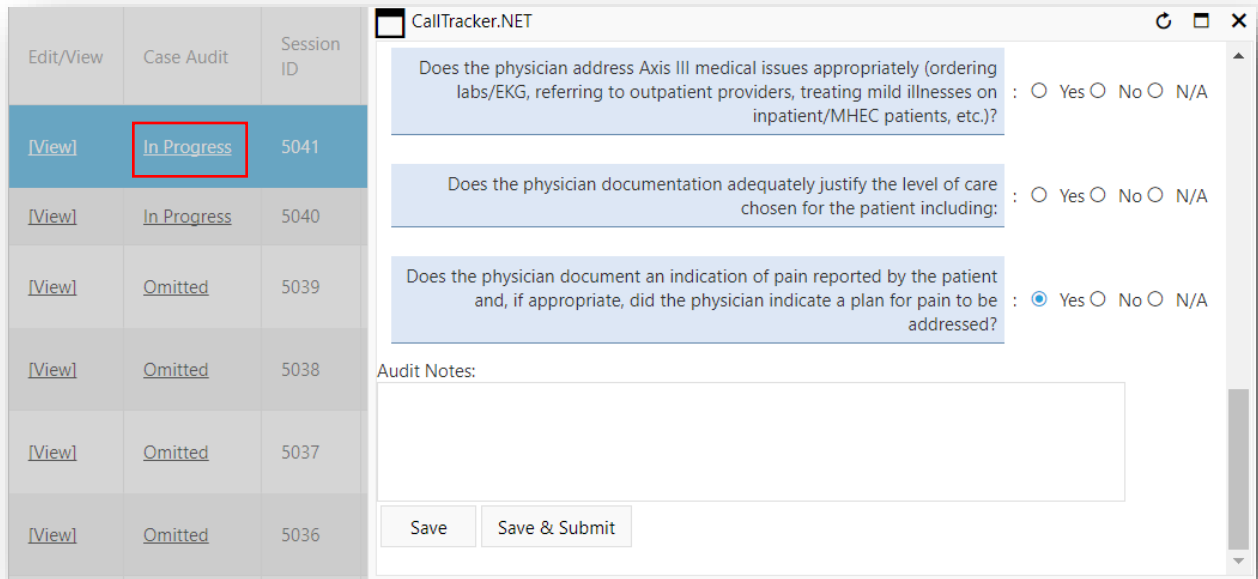 Edit/View
Case Audit
Session
ID
[View]
In Progress
5041
[View]
In Progress
5040
[View]
Omitted
5039
[View]
Omitted
5038
[View]
Omitted
5037
[View]
Omitted
5036
CallTracker.NET
Does the physician address Axis III medical issues appropriately (ordering
labs/EKG, referring to outpatient providers, treating mild illnesses on
inpatient/MHEC patients, etc.)?
: Yes No N/A
Does the physician documentation adequately justify the level of care
chosen for the patient including:
: Yes No N/A
Does the physician document an indication of pain reported by the patient
and, if appropriate, did the physician indicate a plan for pain to be
addressed?
: Yes No N/A
Audit Notes:
Save
Save & Submit